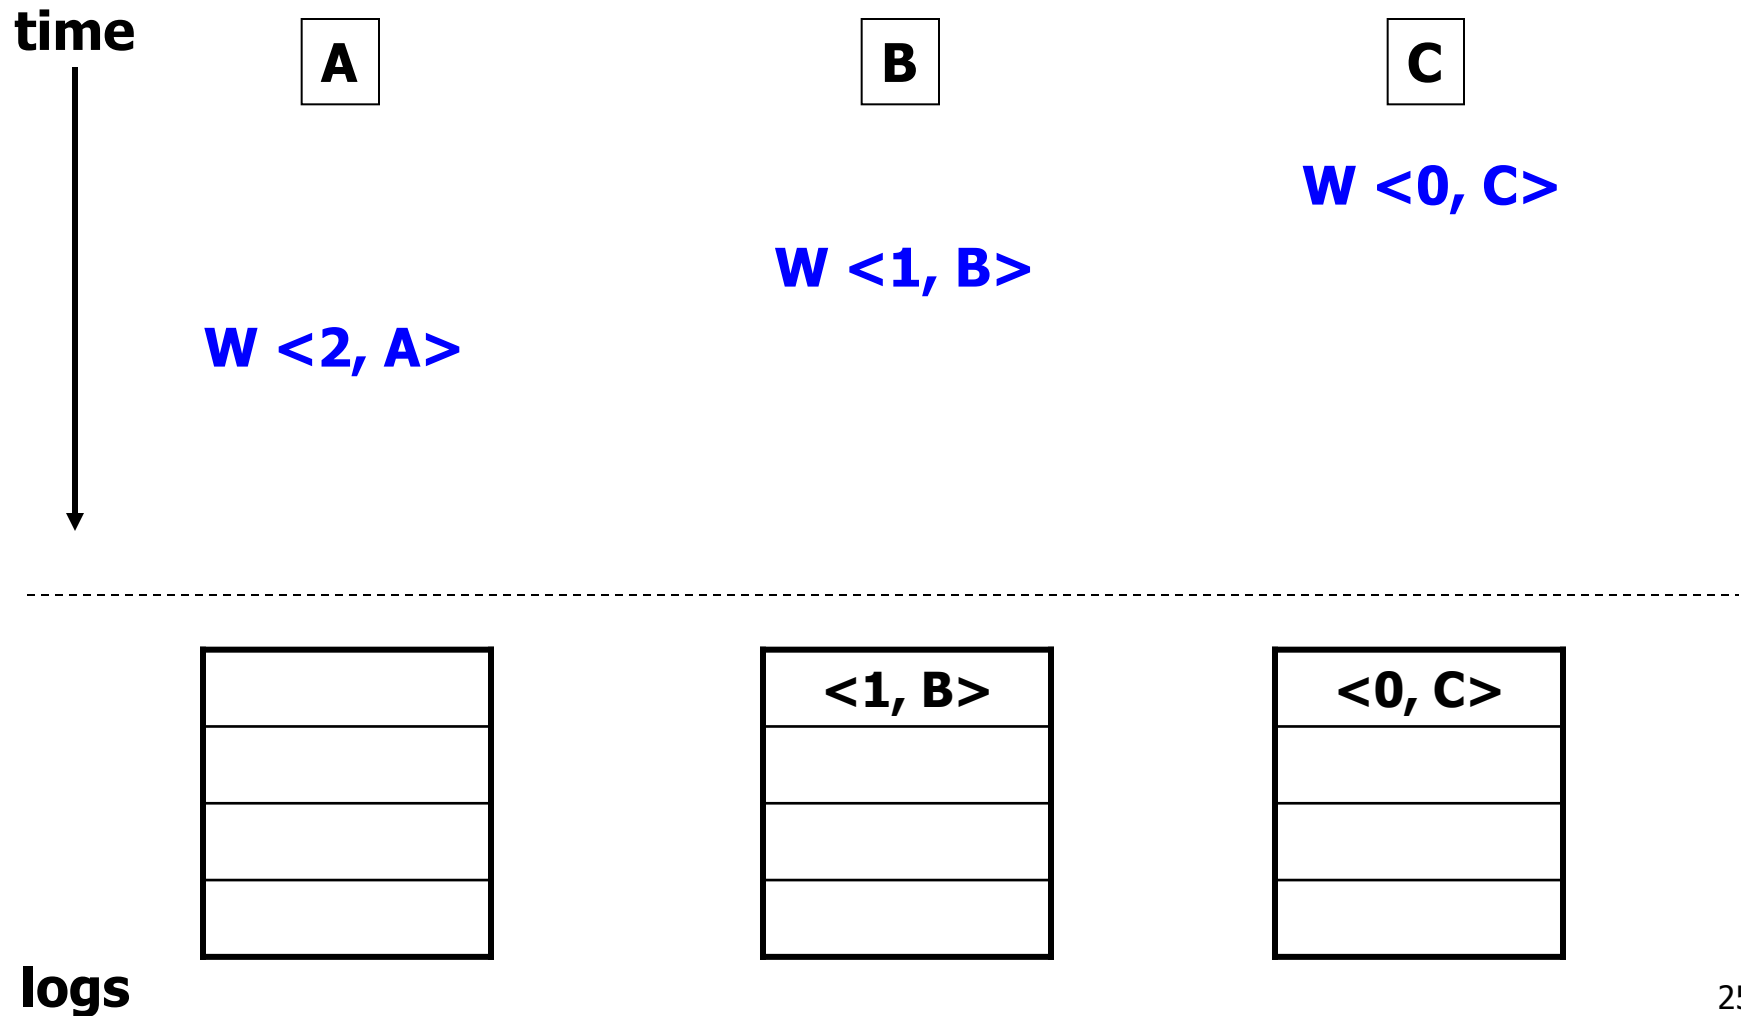 time
A
B
C
W <0, C>
W <1, B>
W <2, A>
<1, B>
<0, C>
logs